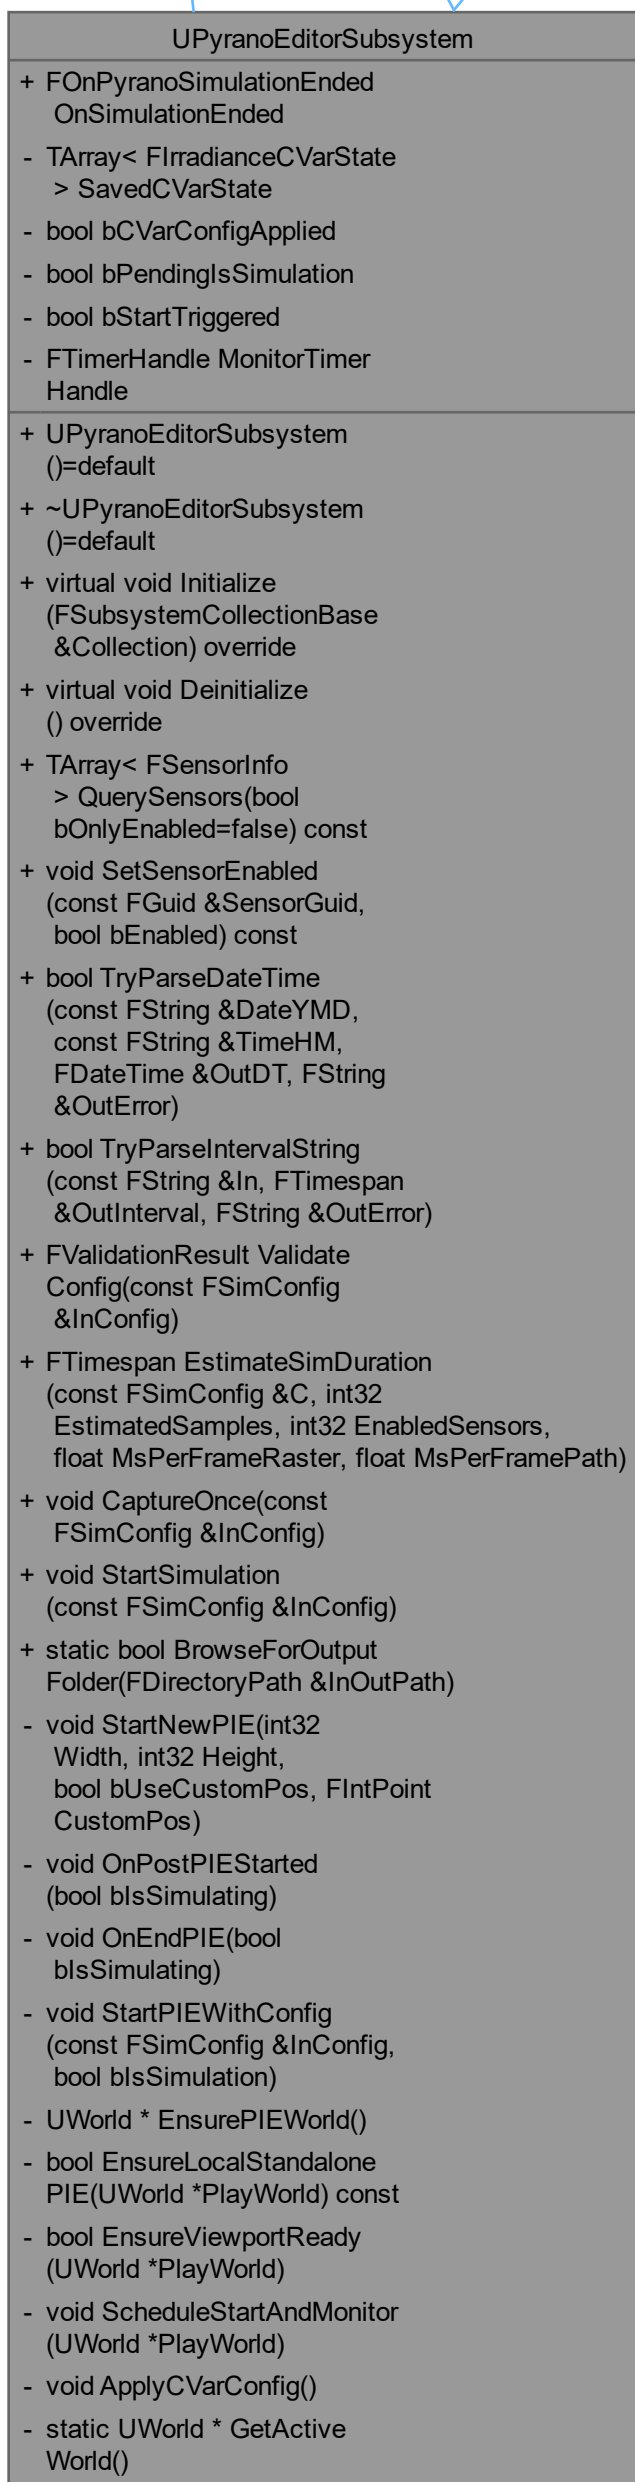 UPyranoEditorSubsystem
+ FOnPyranoSimulationEnded
OnSimulationEnded
- TArray< FIrradianceCVarState
> SavedCVarState
- bool bCVarConfigApplied
- bool bPendingIsSimulation
- bool bStartTriggered
- FTimerHandle MonitorTimer
Handle
+ UPyranoEditorSubsystem
()=default
+ ~UPyranoEditorSubsystem
()=default
+ virtual void Initialize
(FSubsystemCollectionBase
&Collection) override
+ virtual void Deinitialize
() override
+ TArray< FSensorInfo
> QuerySensors(bool
bOnlyEnabled=false) const
+ void SetSensorEnabled
(const FGuid &SensorGuid,
bool bEnabled) const
+ bool TryParseDateTime
(const FString &DateYMD,
const FString &TimeHM,
FDateTime &OutDT, FString
&OutError)
+ bool TryParseIntervalString
(const FString &In, FTimespan
&OutInterval, FString &OutError)
+ FValidationResult Validate
Config(const FSimConfig
&InConfig)
+ FTimespan EstimateSimDuration
(const FSimConfig &C, int32
EstimatedSamples, int32 EnabledSensors,
float MsPerFrameRaster, float MsPerFramePath)
+ void CaptureOnce(const
FSimConfig &InConfig)
+ void StartSimulation
(const FSimConfig &InConfig)
+ static bool BrowseForOutput
Folder(FDirectoryPath &InOutPath)
- void StartNewPIE(int32
Width, int32 Height,
bool bUseCustomPos, FIntPoint
CustomPos)
- void OnPostPIEStarted
(bool bIsSimulating)
- void OnEndPIE(bool
bIsSimulating)
- void StartPIEWithConfig
(const FSimConfig &InConfig,
bool bIsSimulation)
- UWorld * EnsurePIEWorld()
- bool EnsureLocalStandalone
PIE(UWorld *PlayWorld) const
- bool EnsureViewportReady
(UWorld *PlayWorld)
- void ScheduleStartAndMonitor
(UWorld *PlayWorld)
- void ApplyCVarConfig()
- static UWorld * GetActive
World()